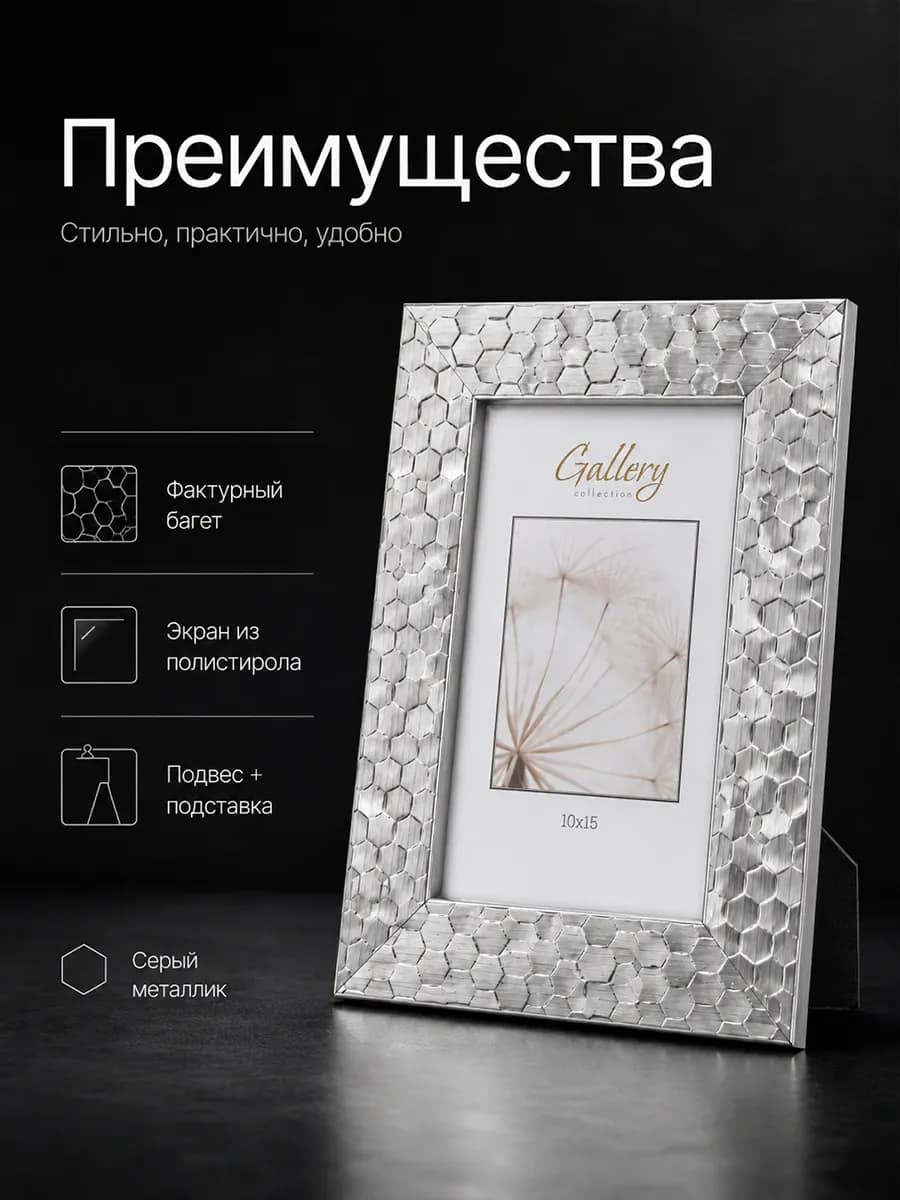 Преимущества
Стильно, практично, удобно
Фактурный
багет
Экран из
полистирола
Подвес +
подставка
Серый
металлик
Gallery
collection
10x15